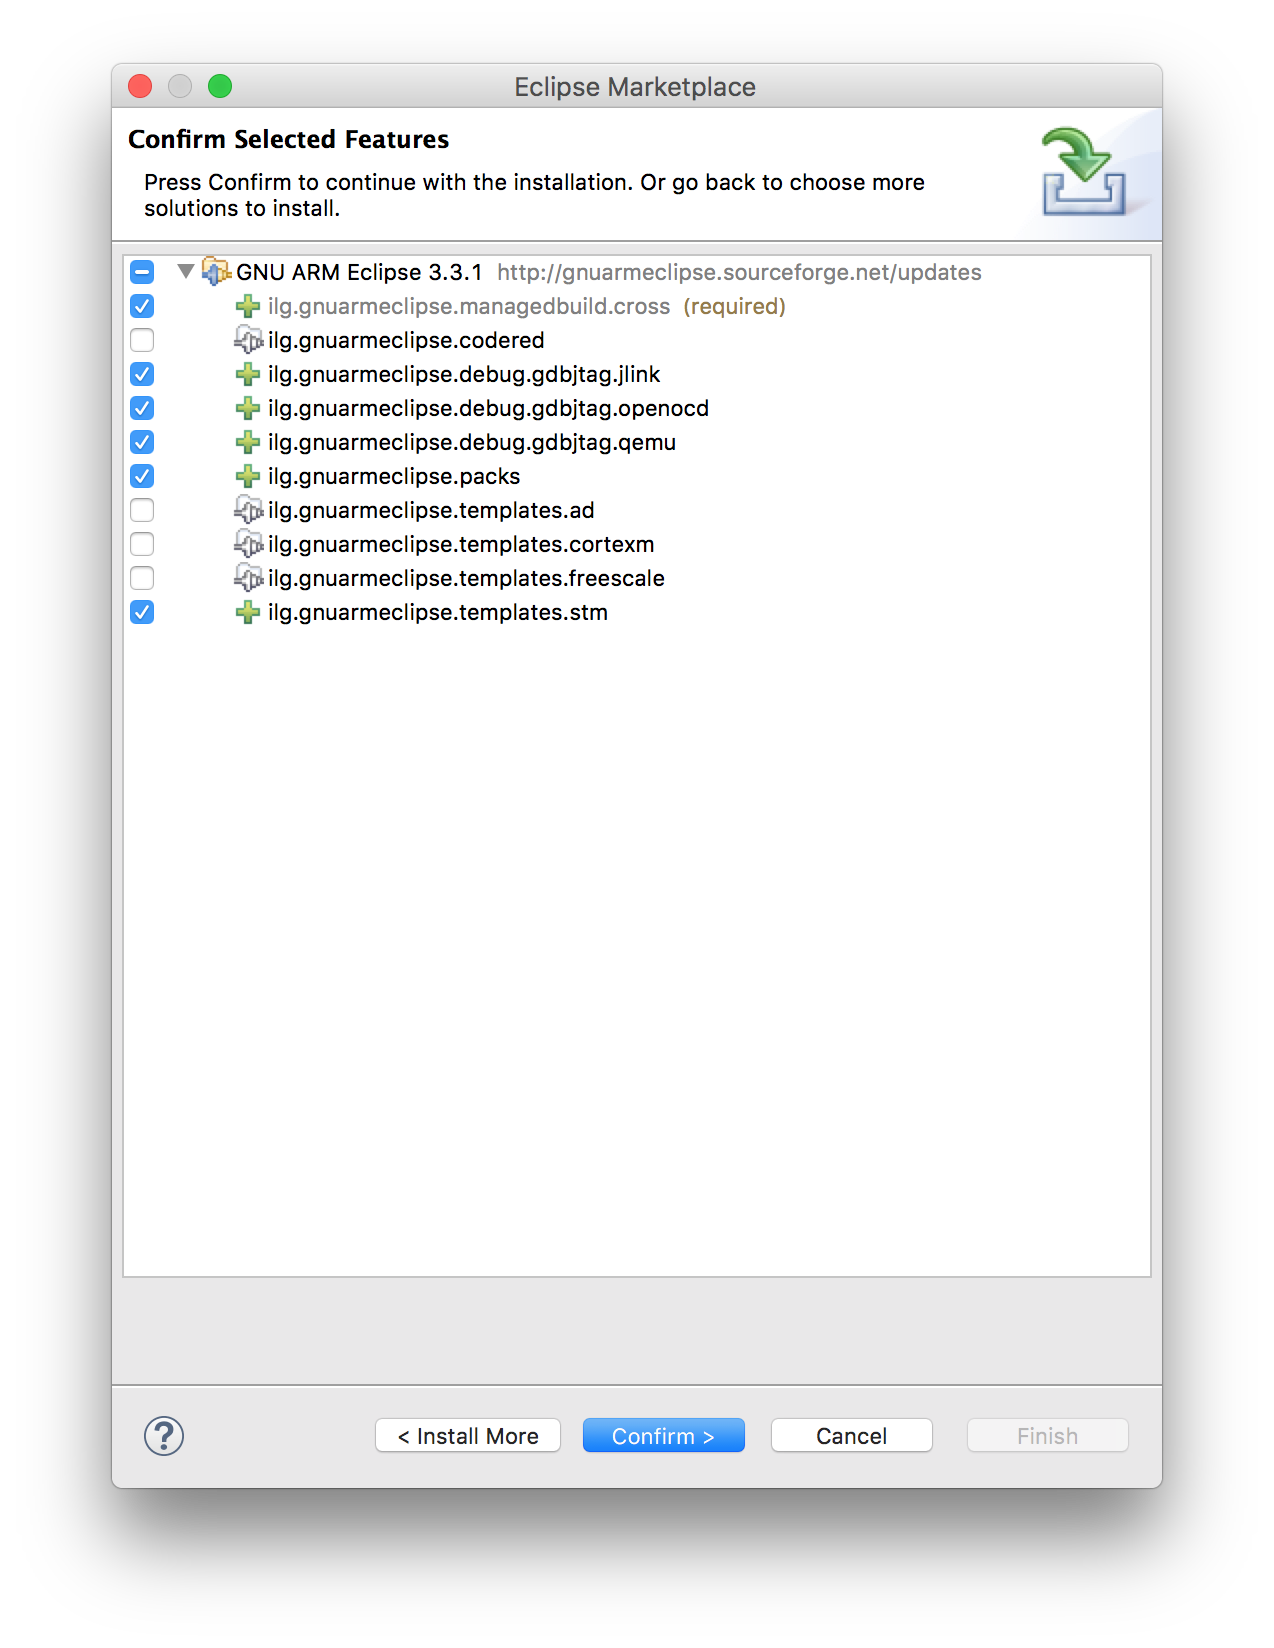 Eclipse Marketplace
Confirm Selected Features
Press Confirm to continue with the installation. Or go back to choose more
solutions to install.
GNU ARM Eclipse 3.3.1 http://gnuarmeclipse.sourceforge.net/updates
ilg.gnuarmeclipse.managedbuild.cross (required)
ilg.gnuarmeclipse.codered
ilg.gnuarmeclipse.debug.gdbjtag.jlink
ilg.gnuarmeclipse.debug.gdbjtag.openocd
ilg.gnuarmeclipse.debug.gdbjtag.qemu
ilg.gnuarmeclipse.packs
ilg.gnuarmeclipse.templates.ad
ilg.gnuarmeclipse.templates.cortexm
ilg.gnuarmeclipse.templates.freescale
ilg.gnuarmeclipse.templates.stm
? < Install More Confirm > Cancel Finish